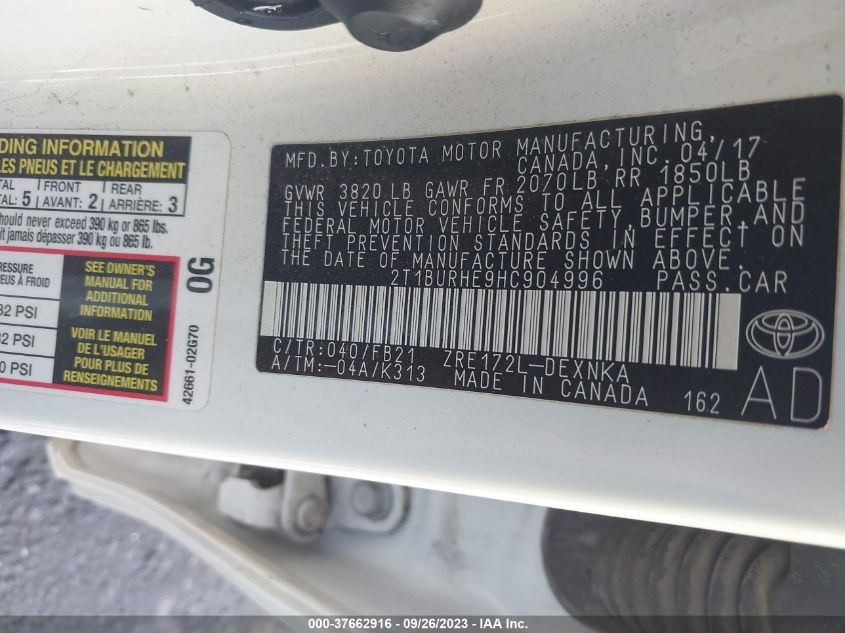 DING INFORMATION
LES PNEUS ET LE CHARGEMENT
TAL FRONT REAR
TAL: 5 AVANT: 2 ARRIÈRE: 3
should never exceed 390 kg or 865 lbs.
it jamais dépasser 390 kg ou 865 lb.
RESSURE
NEUS À FROID
32 PSI
32 PSI
0 PSI
SEE OWNER'S
MANUAL FOR
ADDITIONAL
INFORMATION
VOIR LE MANUEL
DE L'USAGER
POUR PLUS DE
RENSEIGNEMENTS
0G
42661-02G70
MFD. BY: TOYOTA MOTOR MANUFACTURING,
CANADA, INC. 04/17
GVWR 3820 LB GAWR FR 2070LB RR 1850LB
THIS VEHICLE CONFORMS TO ALL APPLICABLE
FEDERAL MOTOR VEHICLE SAFETY, BUMPER, AND
THEFT PREVENTION STANDARDS IN EFFECT ON
THE DATE OF MANUFACTURE SHOWN ABOVE.
2T1BURHE9HC904996 PASS.CAR
C/TR:040/FB21 ZRE172L-DEXNKA
A/TM:-04A/K313 MADE IN CANADA 162
AD
000-37662916 - 09/26/2023 - IAA Inc.